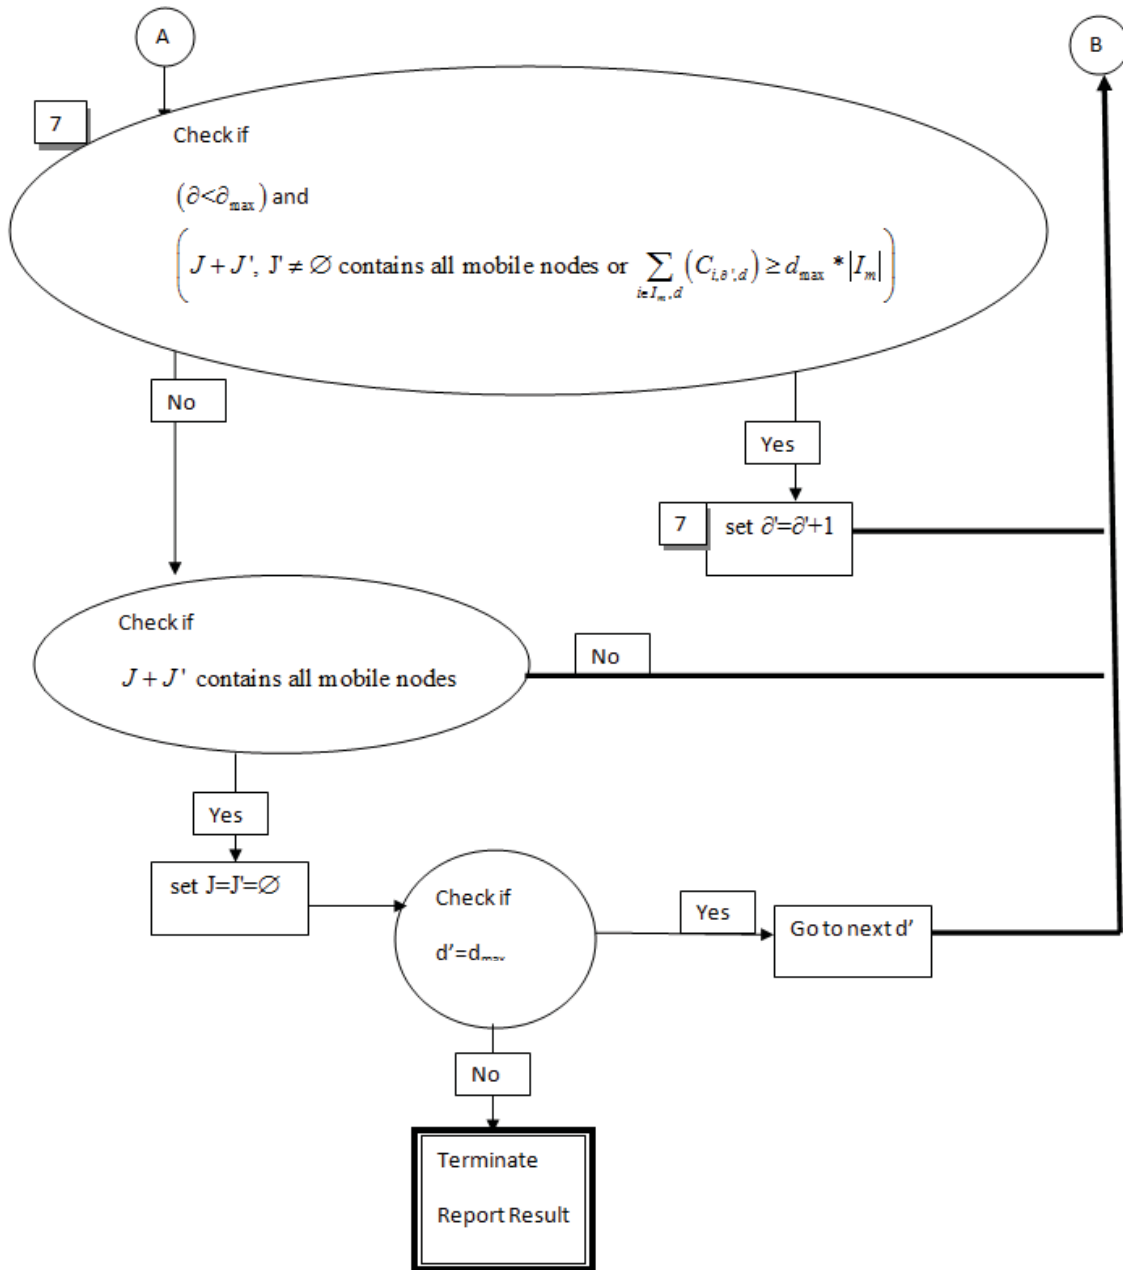 A
B
7
Check if
(∂<∂max) and
(J + J', J' ≠ ∅ contains all mobile nodes or ∑i∈Im,d (Ci,∂',d) ≥ dmax * |Im|)
No
Yes
7
set ∂'=∂'+1
Check if
J + J' contains all mobile nodes
No
Yes
set J=J'=∅
Check if
d'=dmax
Yes
Go to next d'
No
Terminate
Report Result